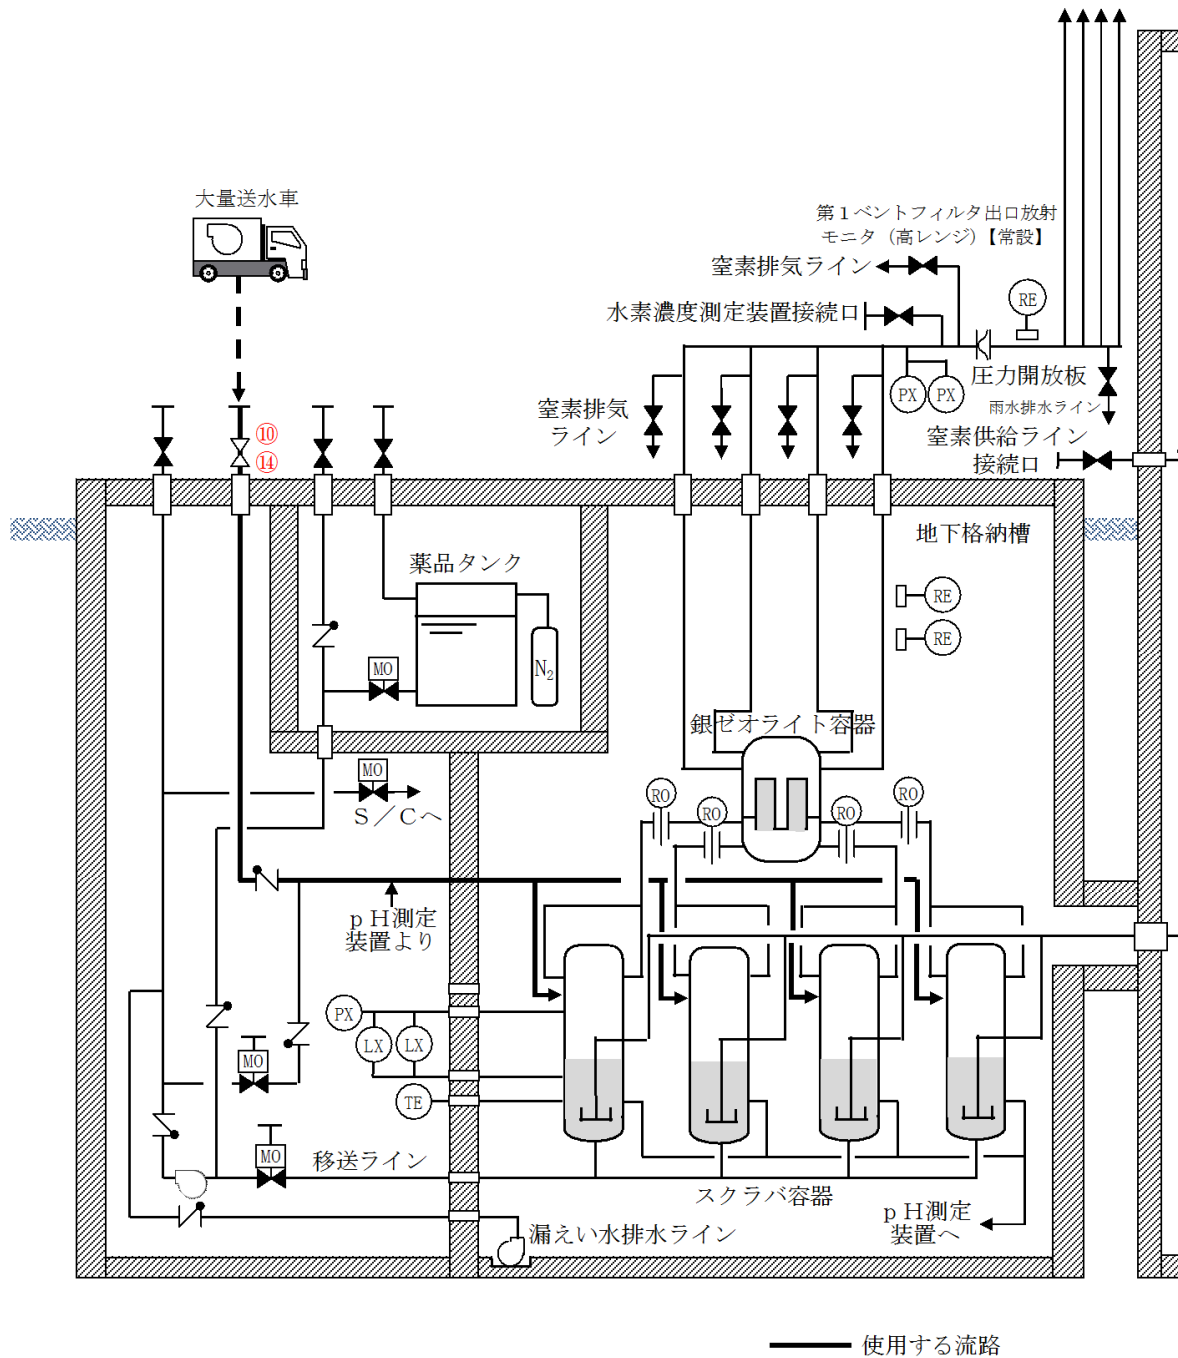 大量送水車
第１ベントフィルタ出口放射
モニタ（高レンジ）【常設】
窒素排気ライン
RE
水素濃度測定装置接続口
圧力開放板
PX
PX
雨水排水ライン
窒素排気
ライン
⑩
⑭
窒素供給ライン
接続口
地下格納槽
薬品タンク
RE
RE
N₂
MO
銀ゼオライト容器
MO
S／Cへ
RO
RO
RO
RO
ｐH測定
装置より
PX
LX
LX
MO
TE
MO
移送ライン
スクラバ容器
ｐH測定
装置へ
漏えい水排水ライン
使用する流路